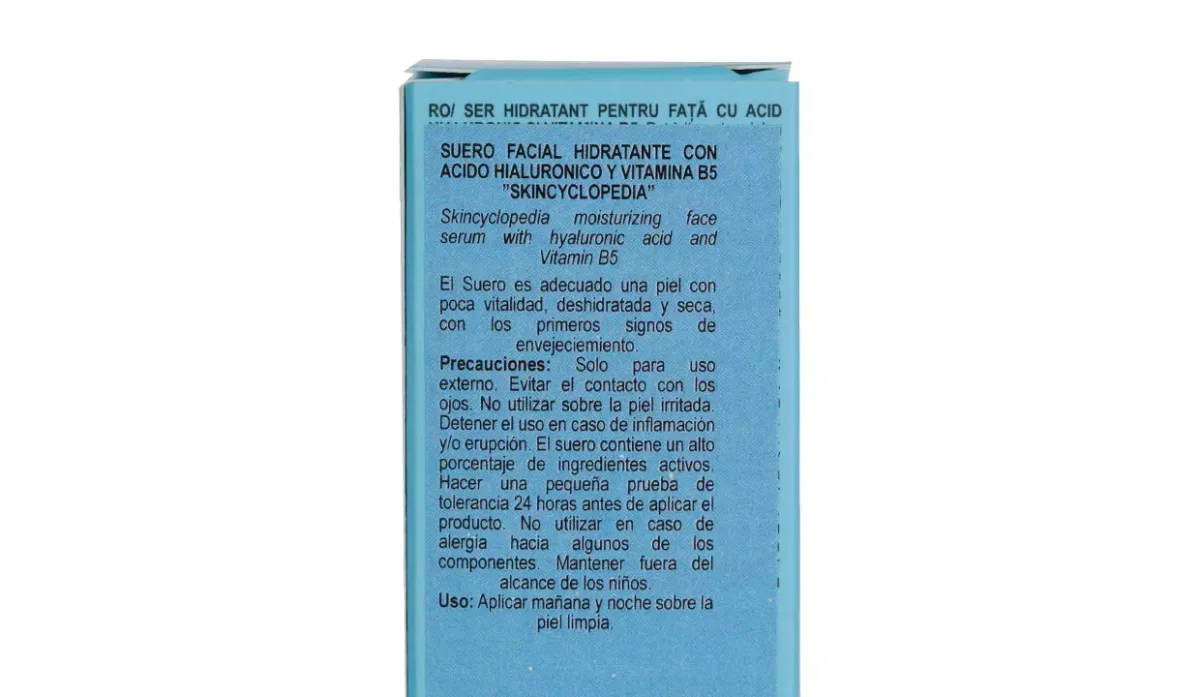 RO/ SER HIDRATANT PENTRU FAȚĂ CU ACID
SUERO FACIAL HIDRATANTE CON
ACIDO HIALURONICO Y VITAMINA B5
”SKINCYCLOPEDIA”
Skincyclopedia moisturizing face
serum with hyaluronic acid and
Vitamin B5
El Suero es adecuado una piel con
poca vitalidad, deshidratada y seca,
con los primeros signos de
envejeciemiento.
Precauciones: Solo para uso
externo. Evitar el contacto con los
ojos. No utilizar sobre la piel irritada.
Detener el uso en caso de inflamación
y/o erupción. El suero contiene un alto
porcentaje de ingredientes activos.
Hacer una pequeña prueba de
tolerancia 24 horas antes de aplicar el
producto. No utilizar en caso de
alergia hacia algunos de los
componentes. Mantener fuera del
alcance de los niños.
Uso: Aplicar mañana y noche sobre la
piel limpia.